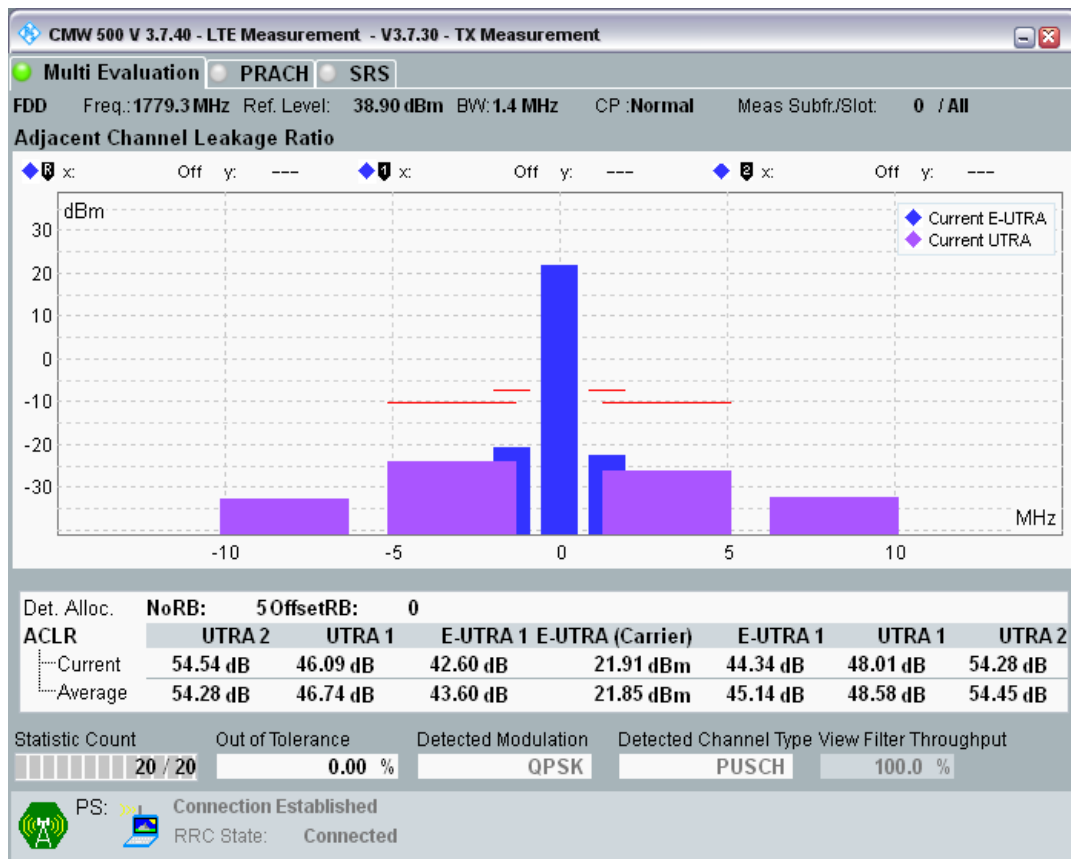 CMW 500 V 3.7.40 - LTE Measurement - V3.7.30 - TX Measurement
Multi Evaluation PRACH SRS
FDD Freq.: 1779.3 MHz Ref. Level: 38.90 dBm BW: 1.4 MHz CP : Normal Meas Subfr./Slot: 0 / All
Adjacent Channel Leakage Ratio
R x: Off y: --- 1 x: Off y: --- 2 x: Off y: ---
dBm
Current E-UTRA
Current UTRA
30
20
10
0
-10
-20
-30
MHz
-10 -5 0 5 10
Det. Alloc. NoRB: 5 OffsetRB: 0
ACLR UTRA 2 UTRA 1 E-UTRA 1 E-UTRA (Carrier) E-UTRA 1 UTRA 1 UTRA 2
Current 54.54 dB 46.09 dB 42.60 dB 21.91 dBm 44.34 dB 48.01 dB 54.28 dB
Average 54.28 dB 46.74 dB 43.60 dB 21.85 dBm 45.14 dB 48.58 dB 54.45 dB
Statistic Count Out of Tolerance Detected Modulation Detected Channel Type View Filter Throughput
20 / 20 0.00 % QPSK PUSCH 100.0 %
PS: Connection Established
RRC State: Connected